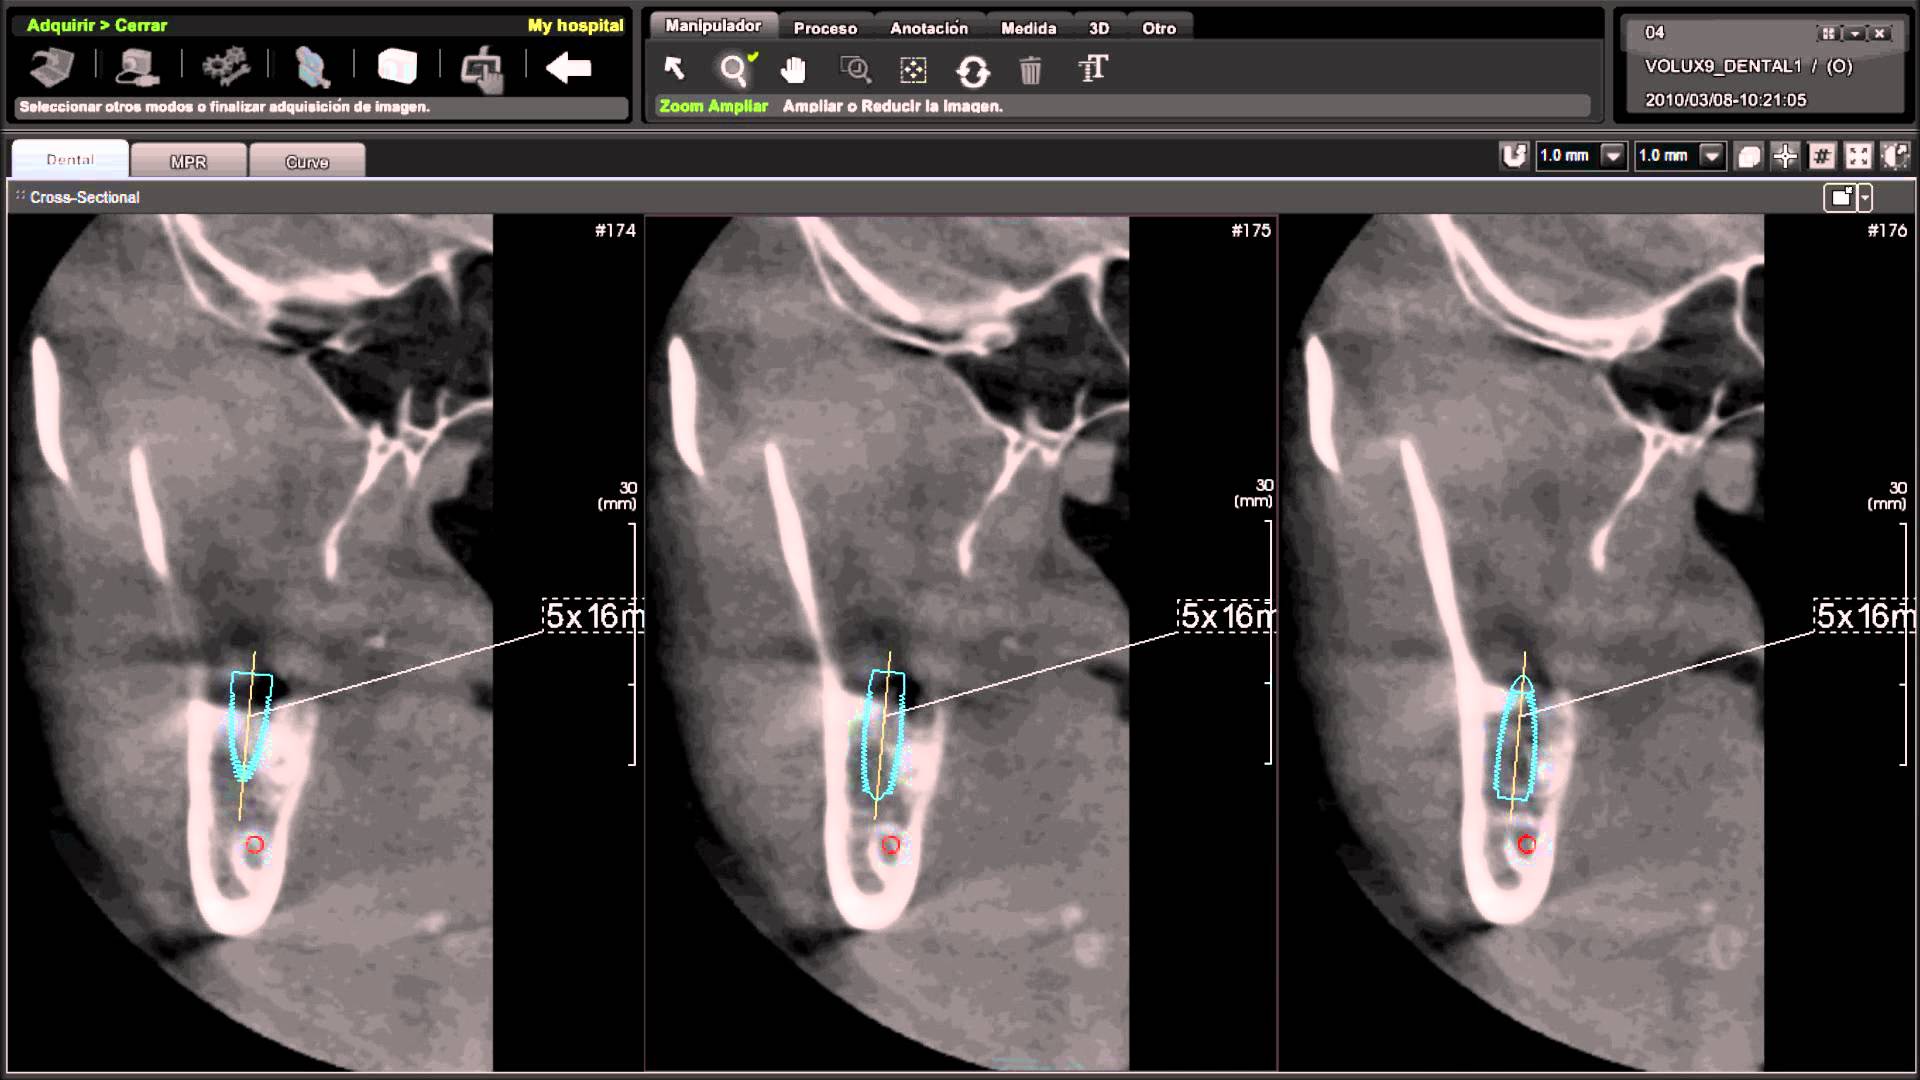 Adquirir > Cerrar
My hospital
Seleccionar otros modos o finalizar adquisición de imagen.
Manipulador
Proceso
Anotación
Medida
3D
Otro
Zoom Ampliar
Ampliar o Reducir la Imagen.
04
VOLUX9_DENTAL1 / (O)
2010/03/08-10:21:05
Dental
MPR
Curve
1.0 mm
1.0 mm
Cross-Sectional
#174
30
(mm)
5x16m
#175
30
(mm)
5x16m
#176
30
(mm)
5x16m